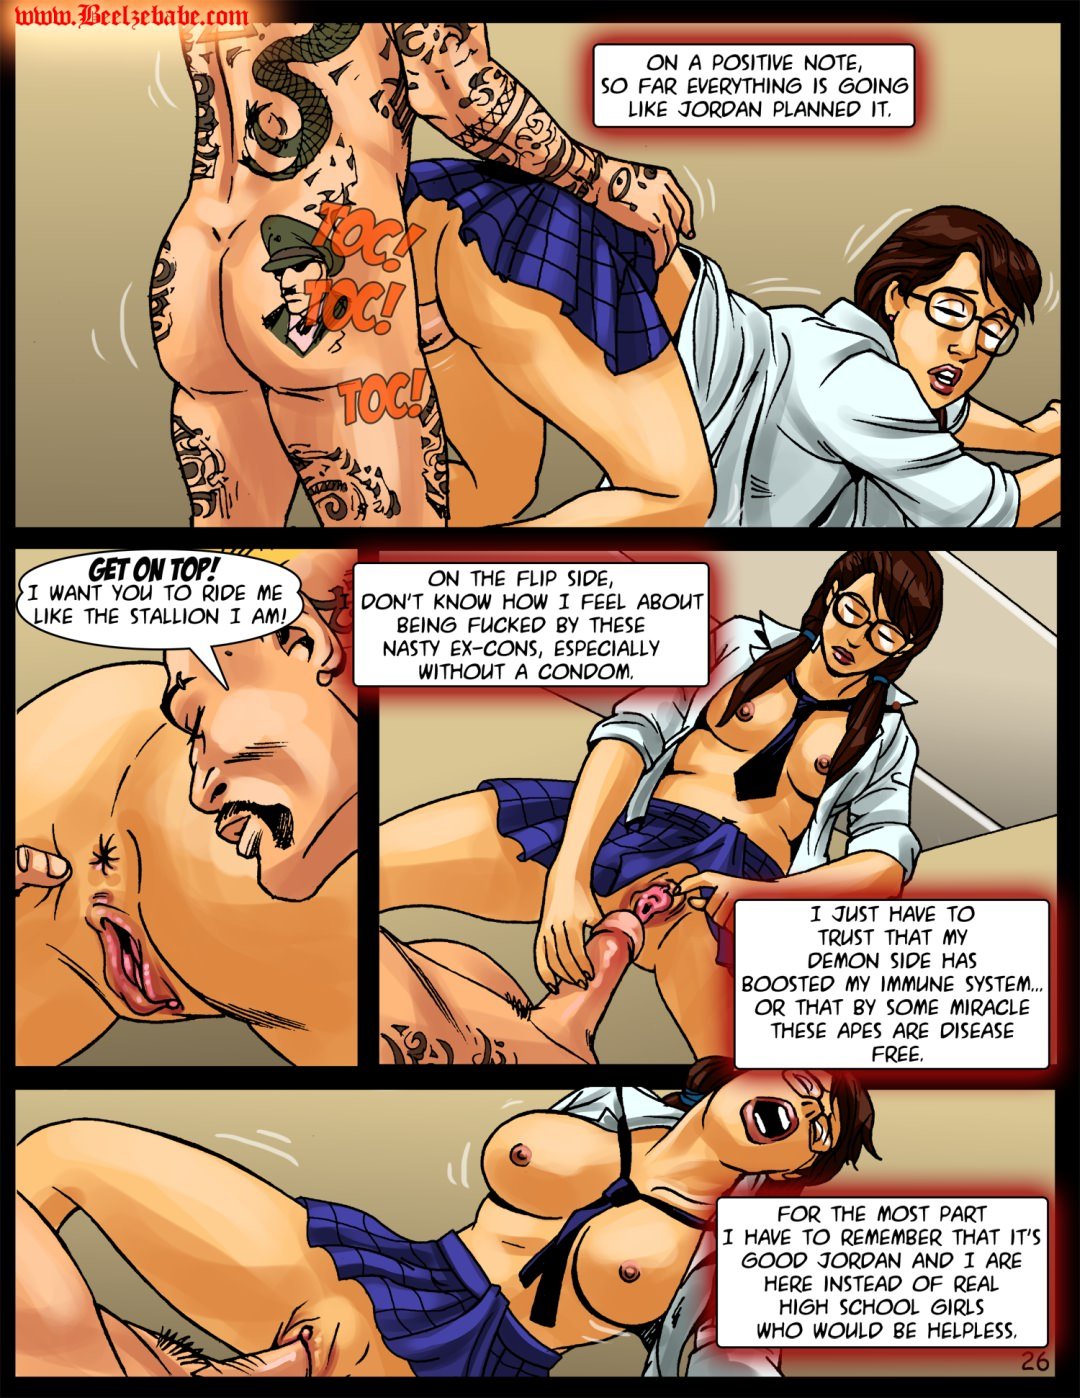 www.Beelzebabe.com
ON A POSITIVE NOTE,
SO FAR EVERYTHING IS GOING
LIKE JORDAN PLANNED IT.
TOC!
TOC!
TOC!
GET ON TOP!
I WANT YOU TO RIDE ME
LIKE THE STALLION I AM!
ON THE FLIP SIDE,
DON'T KNOW HOW I FEEL ABOUT
BEING FUCKED BY THESE
NASTY EX-CONS, ESPECIALLY
WITHOUT A CONDOM.
I JUST HAVE TO
TRUST THAT MY
DEMON SIDE HAS
BOOSTED MY IMMUNE SYSTEM...
OR THAT BY SOME MIRACLE
THESE APES ARE DISEASE
FREE.
FOR THE MOST PART
I HAVE TO REMEMBER THAT IT'S
GOOD JORDAN AND I ARE
HERE INSTEAD OF REAL
HIGH SCHOOL GIRLS
WHO WOULD BE HELPLESS.
26